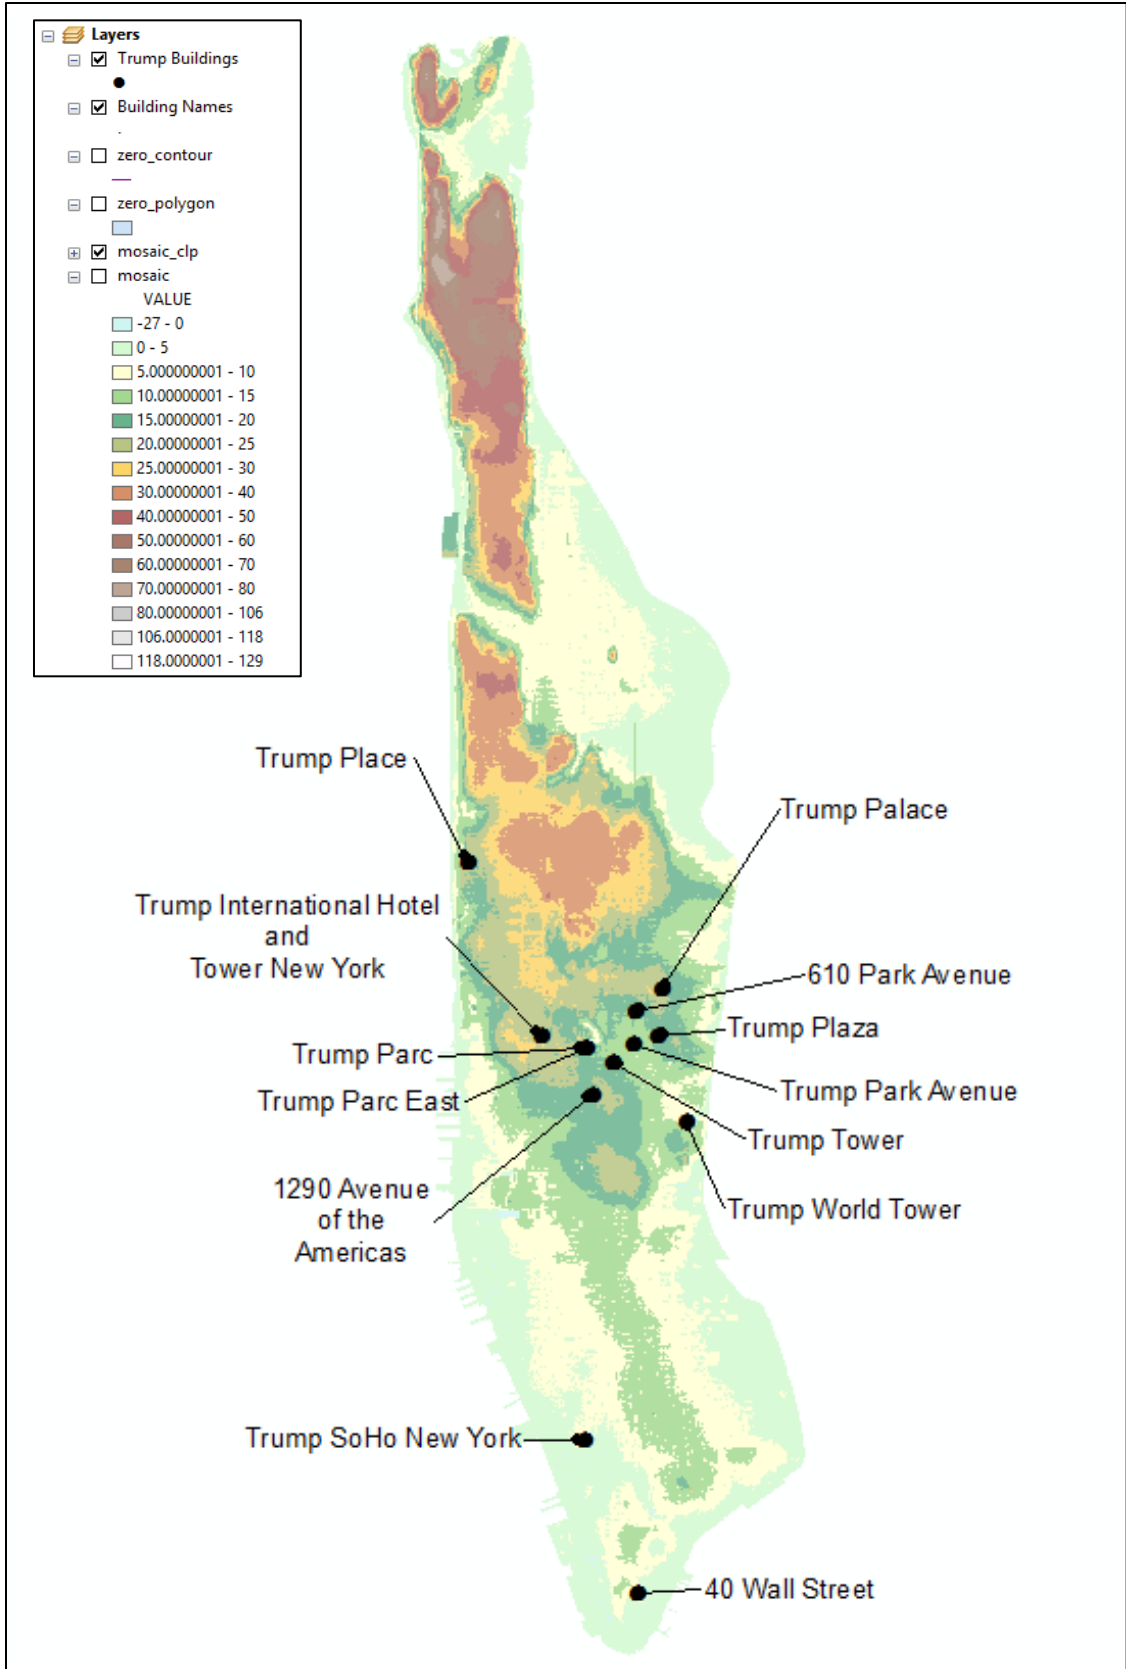 Layers
Trump Buildings
Building Names
zero_contour
zero_polygon
mosaic_clp
mosaic
VALUE
-27 - 0
0 - 5
5.000000001 - 10
10.00000001 - 15
15.00000001 - 20
20.00000001 - 25
25.00000001 - 30
30.00000001 - 40
40.00000001 - 50
50.00000001 - 60
60.00000001 - 70
70.00000001 - 80
80.00000001 - 106
106.0000001 - 118
118.0000001 - 129
Trump Place
Trump Palace
Trump International Hotel
and
Tower New York
610 Park Avenue
Trump Plaza
Trump Parc
Trump Park Avenue
Trump Parc East
Trump Tower
1290 Avenue
of the
Americas
Trump World Tower
Trump SoHo New York
40 Wall Street